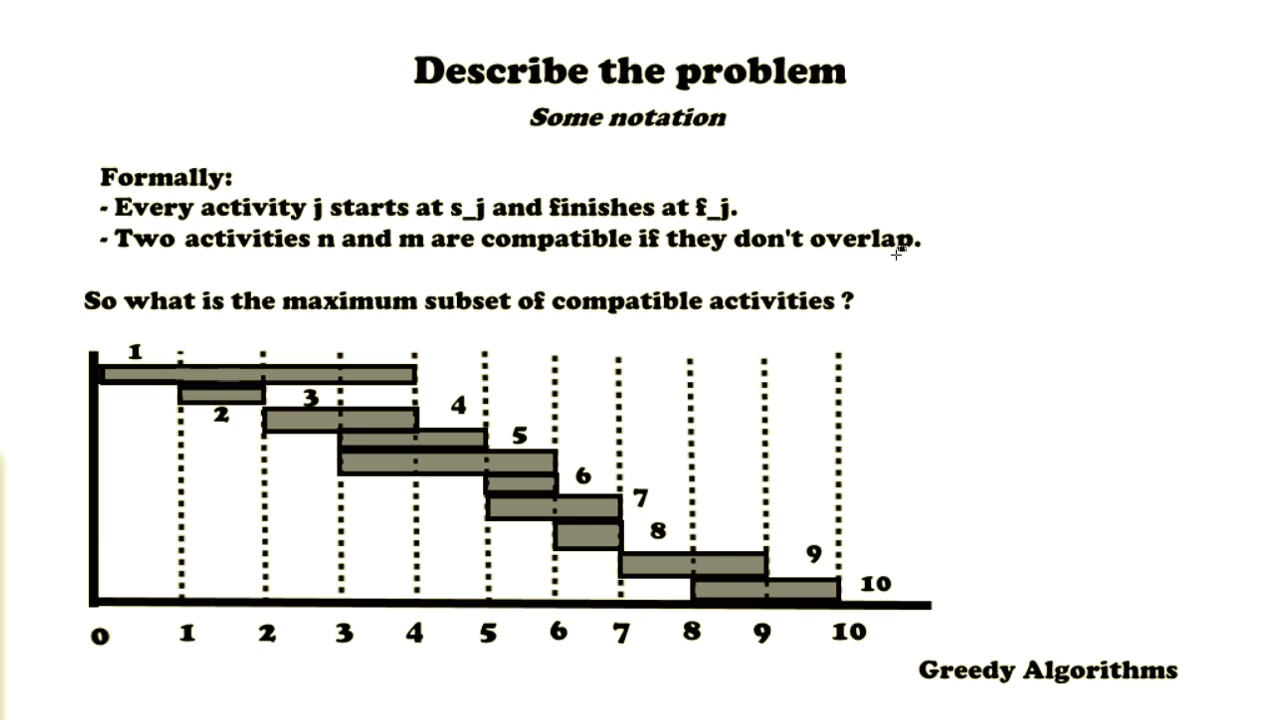 Describe the problem
Some notation
Formally:
- Every activity j starts at s_j and finishes at f_j.
- Two activities n and m are compatible if they don't overlap.
So what is the maximum subset of compatible activities ?
1
2
3
4
5
6
7
8
9
10
0 1 2 3 4 5 6 7 8 9 10
Greedy Algorithms